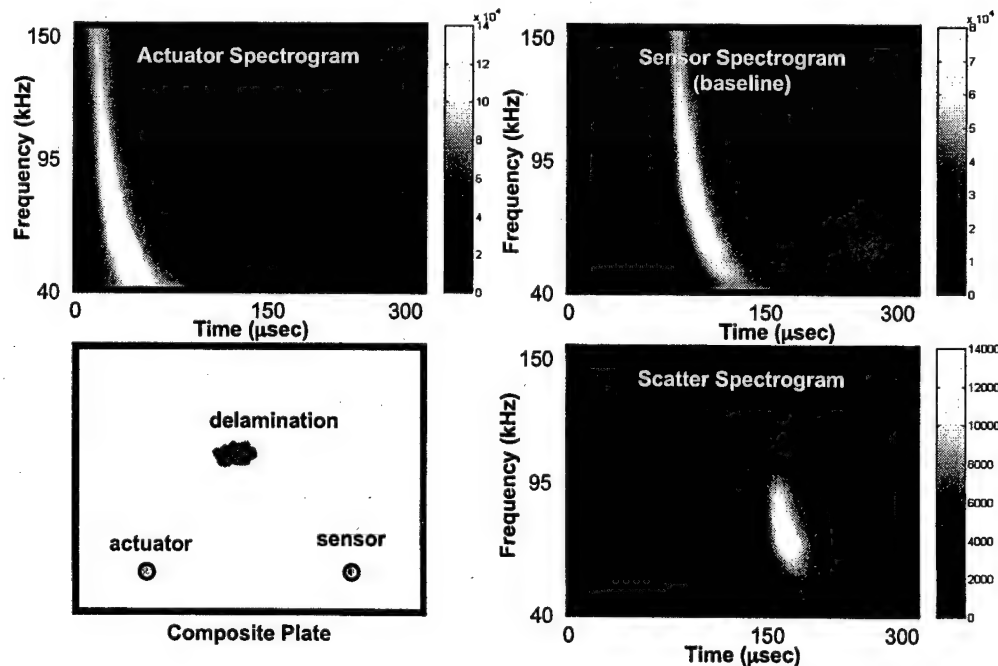 x 10⁴
150
Actuator Spectrogram
14
12
10
8
6
4
2
0
Frequency (kHz)
95
40
0
150
300
Time (μsec)
x 10⁴
150
Sensor Spectrogram
(baseline)
8
7
6
5
4
3
2
1
0
Frequency (kHz)
95
40
0
150
300
Time (μsec)
delamination
actuator
sensor
Composite Plate
150
Scatter Spectrogram
14000
12000
10000
8000
6000
4000
2000
0
Frequency (kHz)
95
40
0
150
300
Time (μsec)